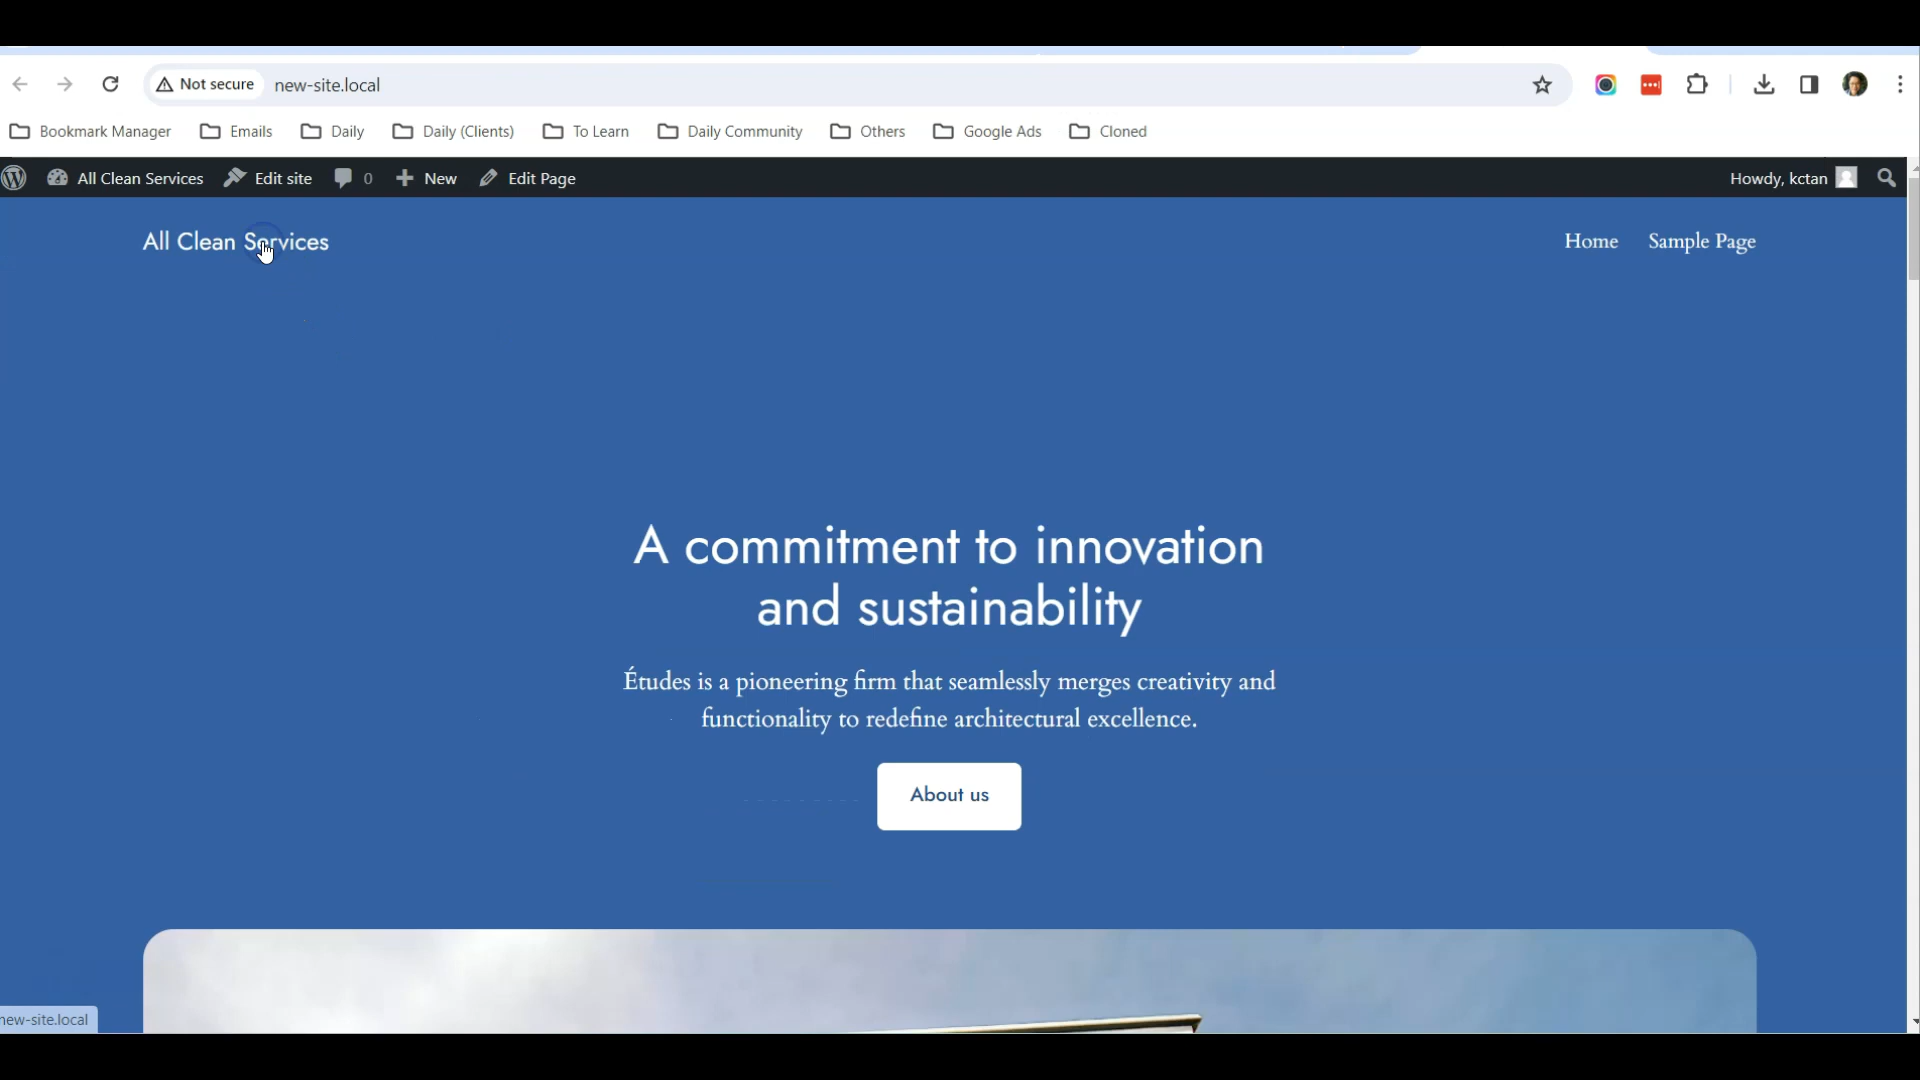 Not secure new-site.local
Bookmark Manager Emails Daily Daily (Clients) To Learn Daily Community Others Google Ads Cloned
All Clean Services Edit site 0 New Edit Page Howdy, kctan
All Clean Services Home Sample Page
A commitment to innovation
and sustainability
Études is a pioneering firm that seamlessly merges creativity and
functionality to redefine architectural excellence.
About us
new-site.local